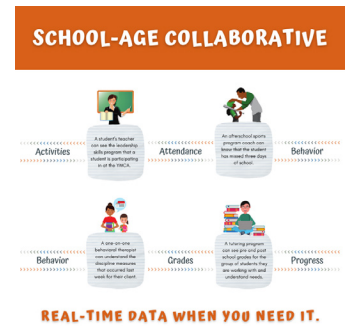 SCHOOL-AGE COLLABORATIVE
A student's teacher
can see the leadership
skills program that a
student is participating
in at the YMCA.
An afterschool sports
program coach can
know that the student
has missed three days
of school.
Activities
Attendance
Behavior
A one-on-one
behavioral therapist
can understand the
discipline measures
that occurred last
week for their client.
A tutoring program
can see pre and post
school grades for the
group of students they
are working with and
understand needs.
Behavior
Grades
Progress
REAL-TIME DATA WHEN YOU NEED IT.